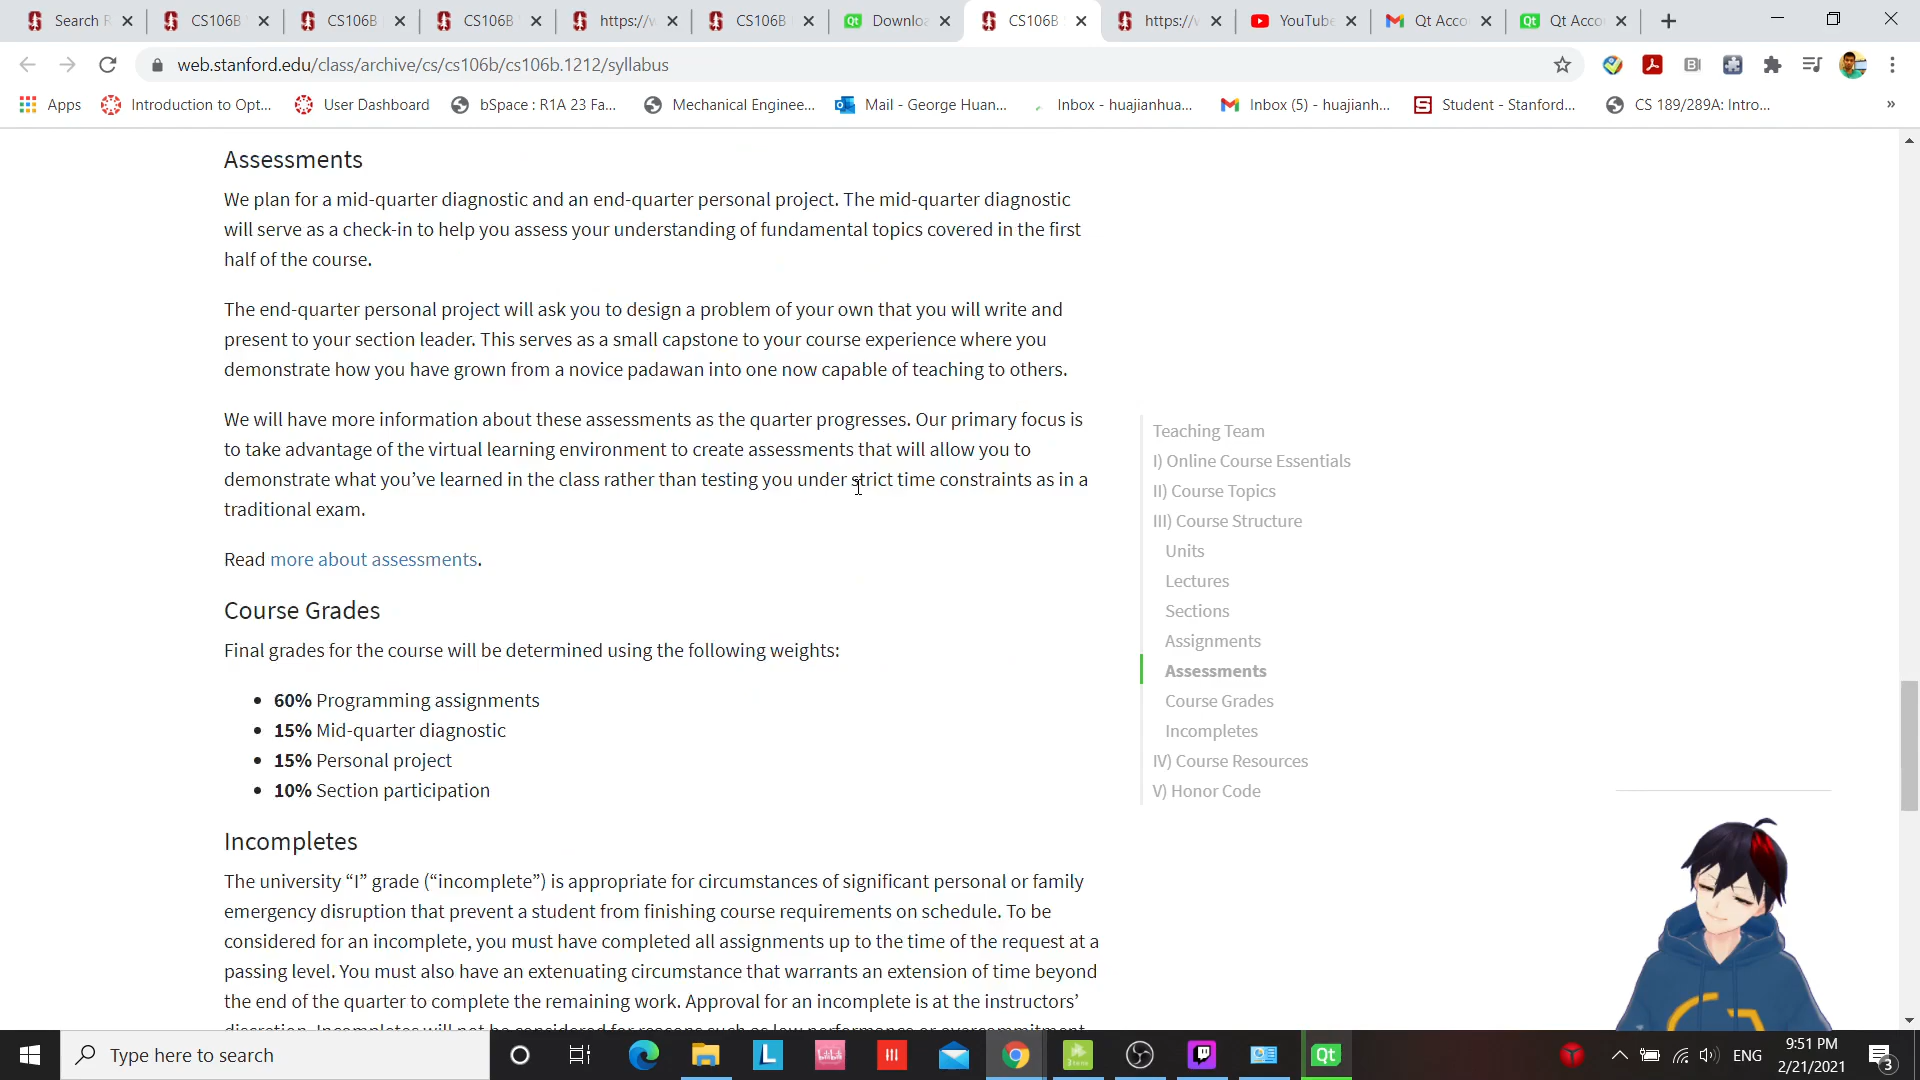 Search R
CS106B
CS106B
CS106B
https://w
CS106B
Downloa
CS106B
https://w
YouTube
Qt Acco
Qt Acco
web.stanford.edu/class/archive/cs/cs106b/cs106b.1212/syllabus
Apps
Introduction to Opt...
User Dashboard
bSpace : R1A 23 Fa...
Mechanical Enginee...
Mail - George Huan...
Inbox - huajianhua...
Inbox (5) - huajianh...
Student - Stanford...
CS 189/289A: Intro...
»
Assessments
We plan for a mid-quarter diagnostic and an end-quarter personal project. The mid-quarter diagnostic
will serve as a check-in to help you assess your understanding of fundamental topics covered in the first
half of the course.
The end-quarter personal project will ask you to design a problem of your own that you will write and
present to your section leader. This serves as a small capstone to your course experience where you
demonstrate how you have grown from a novice padawan into one now capable of teaching to others.
We will have more information about these assessments as the quarter progresses. Our primary focus is
to take advantage of the virtual learning environment to create assessments that will allow you to
demonstrate what you’ve learned in the class rather than testing you under strict time constraints as in a
traditional exam.
Read more about assessments.
Course Grades
Final grades for the course will be determined using the following weights:
• 60% Programming assignments
• 15% Mid-quarter diagnostic
• 15% Personal project
• 10% Section participation
Incompletes
The university “I” grade (“incomplete”) is appropriate for circumstances of significant personal or family
emergency disruption that prevent a student from finishing course requirements on schedule. To be
considered for an incomplete, you must have completed all assignments up to the time of the request at a
passing level. You must also have an extenuating circumstance that warrants an extension of time beyond
the end of the quarter to complete the remaining work. Approval for an incomplete is at the instructors’
discretion. Incompletes will not be considered for reasons such as low performance or overcommitment
Teaching Team
I) Online Course Essentials
II) Course Topics
III) Course Structure
Units
Lectures
Sections
Assignments
Assessments
Course Grades
Incompletes
IV) Course Resources
V) Honor Code
Type here to search
L
Qt
ENG
9:51 PM
2/21/2021
3